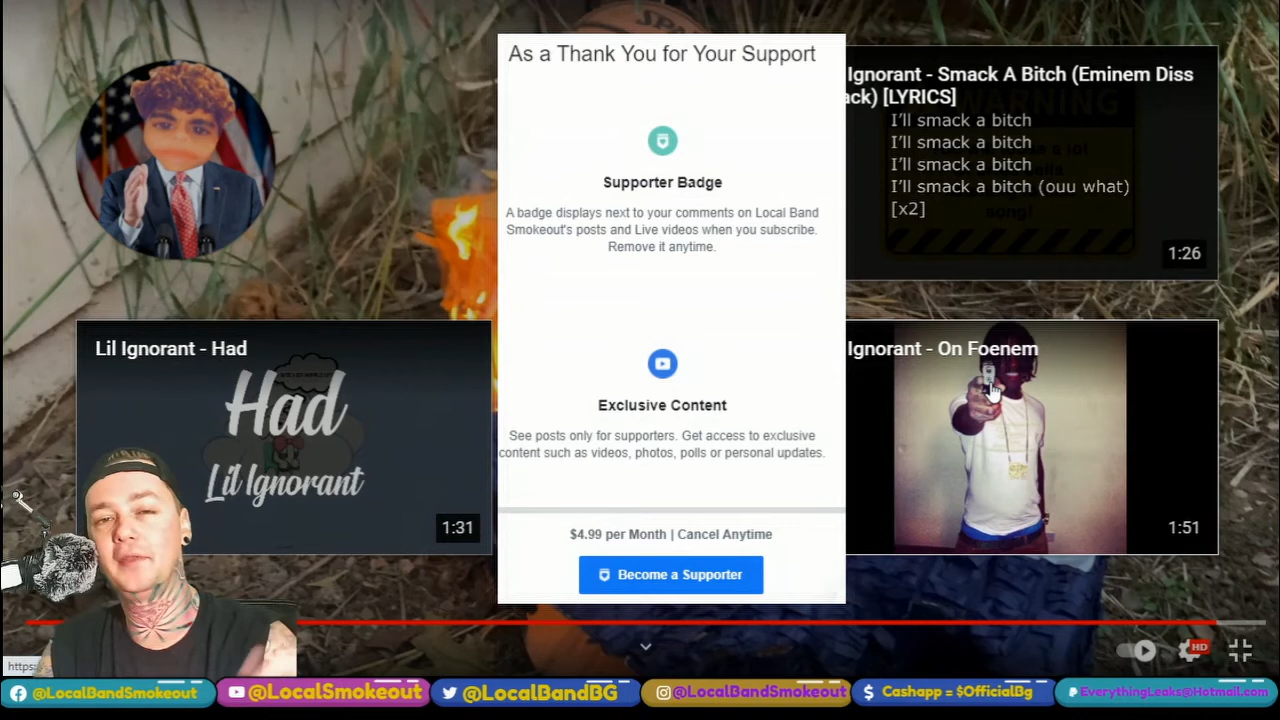 As a Thank You for Your Support
Supporter Badge
A badge displays next to your comments on Local Band
Smokeout's posts and Live videos when you subscribe.
Remove it anytime.
Exclusive Content
See posts only for supporters. Get access to exclusive
content such as videos, photos, polls or personal updates.
$4.99 per Month | Cancel Anytime
Become a Supporter
Ignorant - Smack A Bitch (Eminem Diss
ack) [LYRICS]
WARNING
I'll smack a bitch
I'll smack a bitch
I'll smack a bitch
I'll smack a bitch (ouu what)
[x2]
song!
1:26
Lil Ignorant - Had
Had
Lil Ignorant
1:31
Ignorant - On Foenem
1:51
https:
HD
@LocalBandSmokeout
@LocalSmokeout
@LocalBandBG
@LocalBandSmokeout
Cashapp = $OfficialBg
EverythingLeaks@Hotmail.com